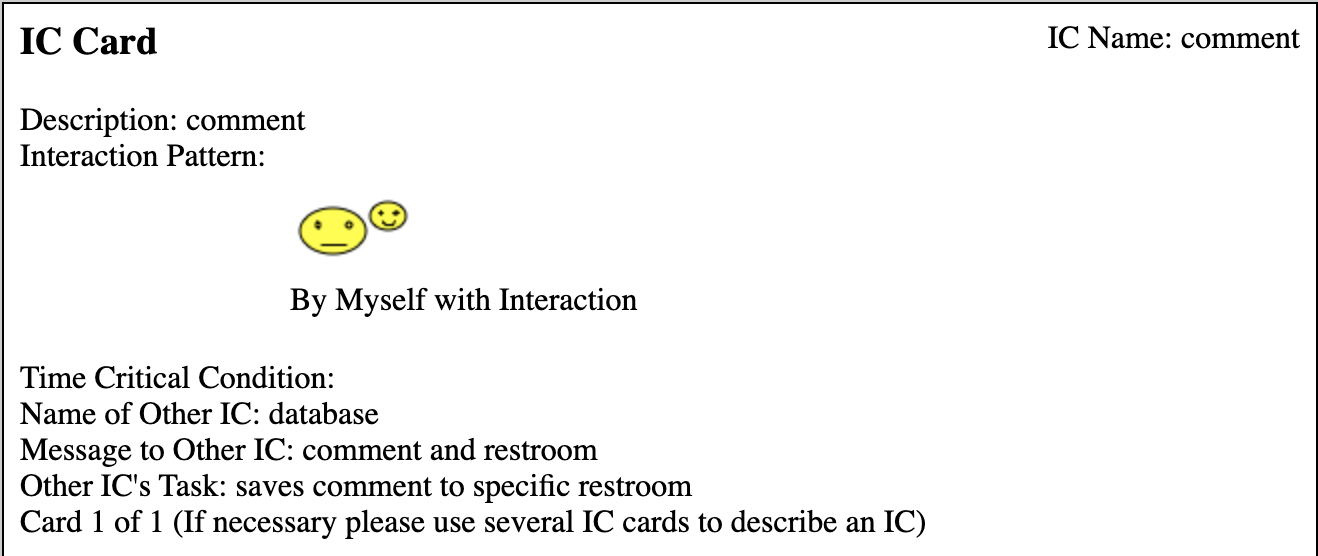 IC Card
IC Name: comment
Description: comment
Interaction Pattern:
By Myself with Interaction
Time Critical Condition:
Name of Other IC: database
Message to Other IC: comment and restroom
Other IC's Task: saves comment to specific restroom
Card 1 of 1 (If necessary please use several IC cards to describe an IC)